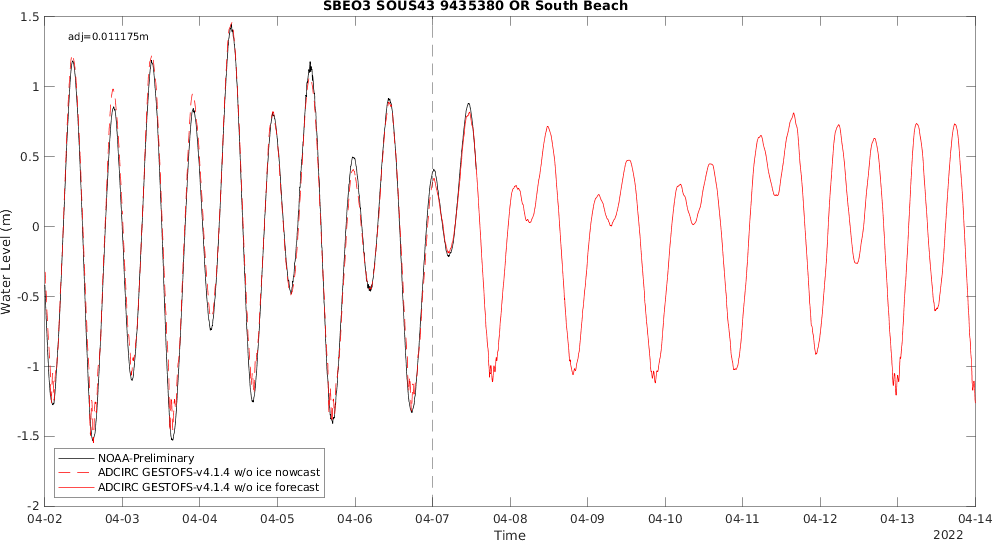 SBEO3 SOUS43 9435380 OR South Beach
adj=0.011175m
1.5
1
0.5
0
-0.5
-1
-1.5
-2
Water Level (m)
NOAA-Preliminary
ADCIRC GESTOFS-v4.1.4 w/o ice nowcast
ADCIRC GESTOFS-v4.1.4 w/o ice forecast
04-02 04-03 04-04 04-05 04-06 04-07 04-08 04-09 04-10 04-11 04-12 04-13 04-14
Time
2022